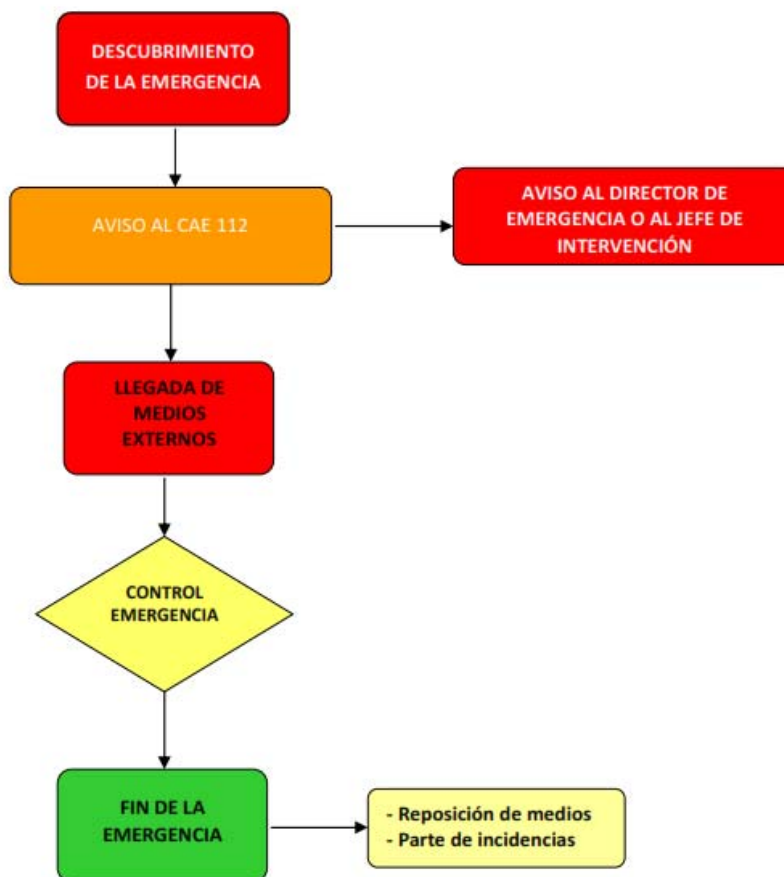 DESCUBRIMIENTO
DE LA EMERGENCIA
AVISO AL CAE 112
AVISO AL DIRECTOR DE
EMERGENCIA O AL JEFE DE
INTERVENCIÓN
LLEGADA DE
MEDIOS
EXTERNOS
CONTROL
EMERGENCIA
FIN DE LA
EMERGENCIA
- Reposición de medios
- Parte de incidencias